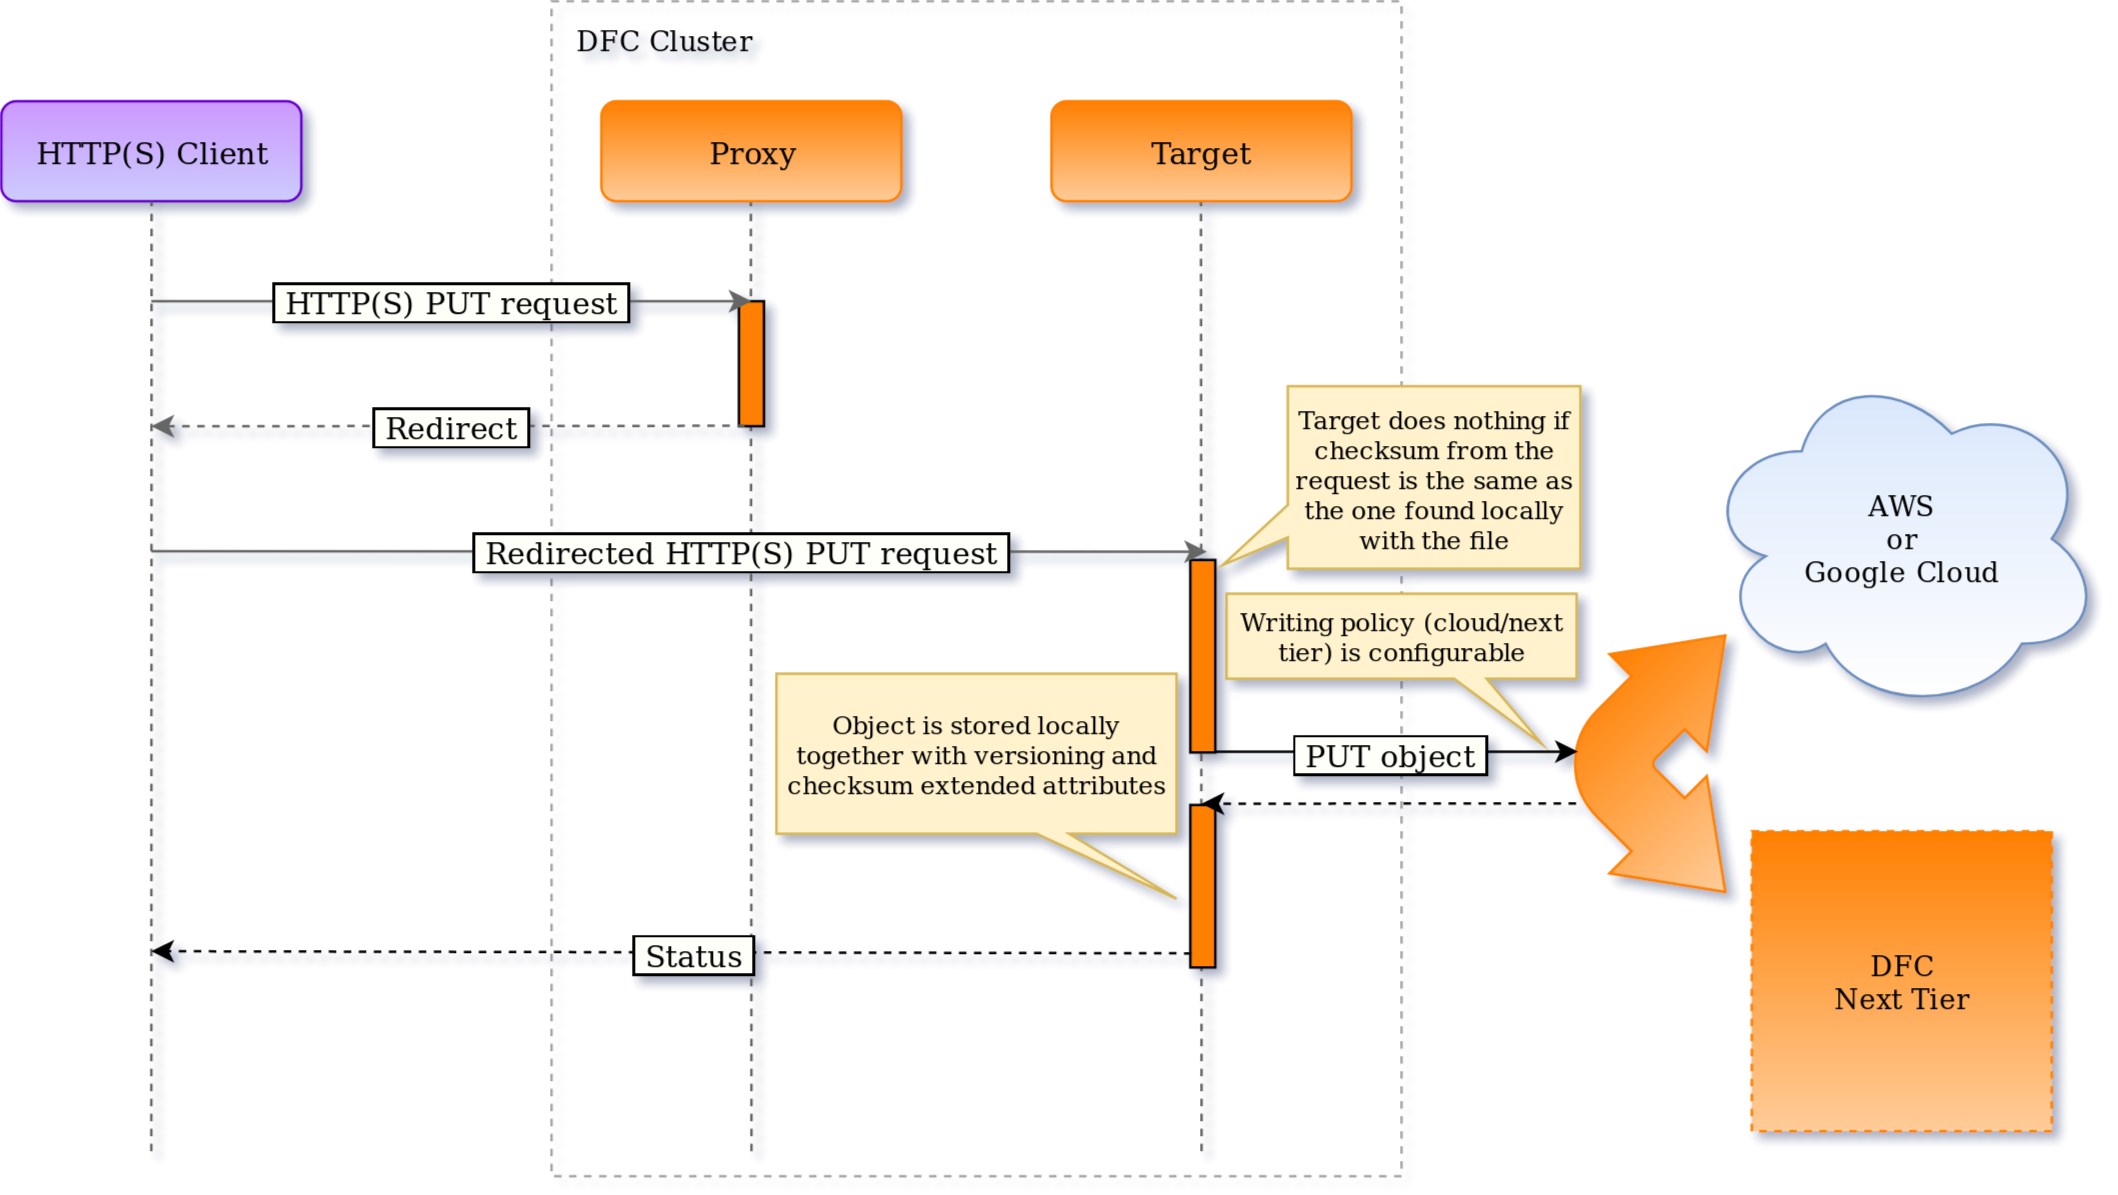 DFC Cluster
HTTP(S) Client
Proxy
Target
HTTP(S) PUT request
Redirect
Target does nothing if
checksum from the
request is the same as
the one found locally
with the file
AWS
or
Google Cloud
Redirected HTTP(S) PUT request
Writing policy (cloud/next
tier) is configurable
Object is stored locally
together with versioning and
checksum extended attributes
PUT object
Status
DFC
Next Tier